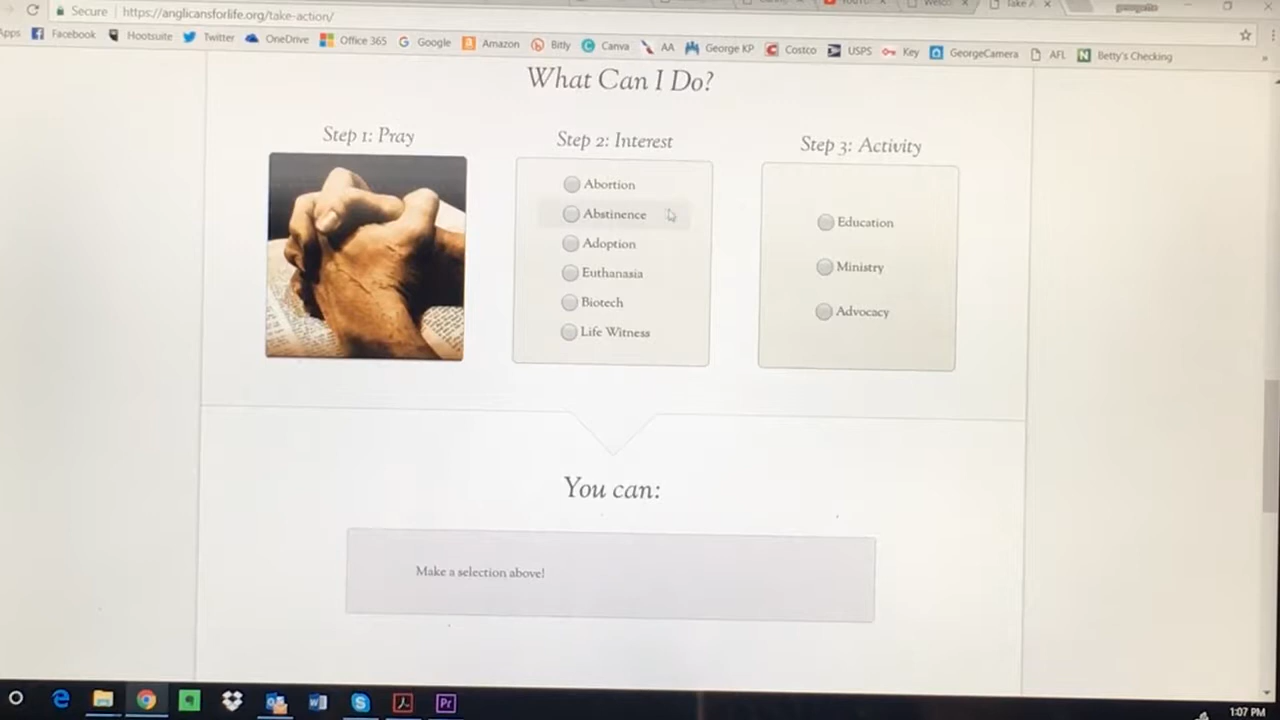 Secure https://anglicansforlife.org/take-action/
Apps Facebook Hootsuite Twitter OneDrive Office 365 Google Amazon Bitly Canva AA George KP Costco USPS Key GeorgeCamera AFL Betty's Checking
What Can I Do?
Step 1: Pray
Step 2: Interest
Abortion
Abstinence
Adoption
Euthanasia
Biotech
Life Witness
Step 3: Activity
Education
Ministry
Advocacy
You can:
Make a selection above!
1:07 PM